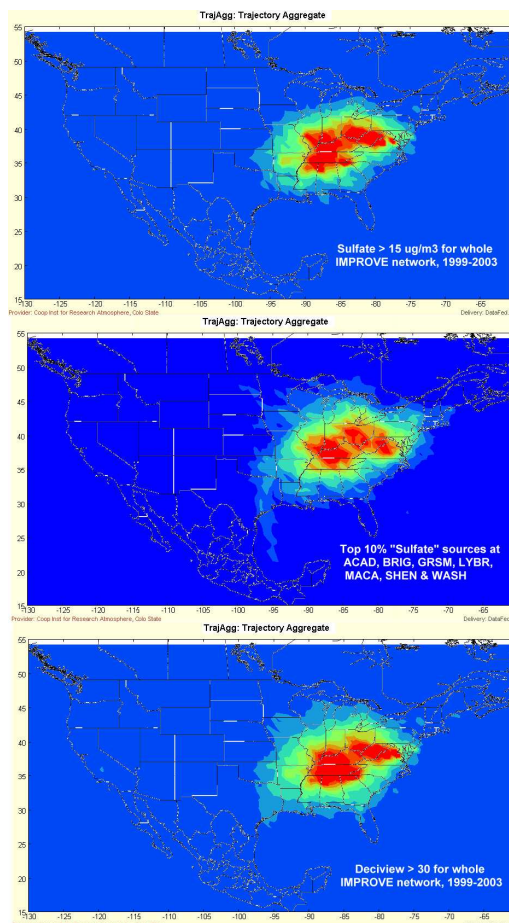 TrajAgg: Trajectory Aggregate
55
50
45
40
35
30
25
20
15
-130 -125 -120 -115 -110 -105 -100 -95 -90 -85 -80 -75 -70 -65
Sulfate > 15 ug/m3 for whole
IMPROVE network, 1999-2003
Provider: Coop Inst for Research Atmosphere, Colo State
Delivery: DataFed.
TrajAgg: Trajectory Aggregate
55
50
45
40
35
30
25
20
15
-130 -125 -120 -115 -110 -105 -100 -95 -90 -85 -80 -75 -70 -65
Top 10% "Sulfate" sources at
ACAD, BRIG, GRSM, LYBR,
MACA, SHEN & WASH
Provider: Coop Inst for Research Atmosphere, Colo State
Delivery: DataFed
TrajAgg: Trajectory Aggregate
55
50
45
40
35
30
25
20
15
-130 -125 -120 -115 -110 -105 -100 -95 -90 -85 -80 -75 -70 -65
Deciview > 30 for whole
IMPROVE network, 1999-2003